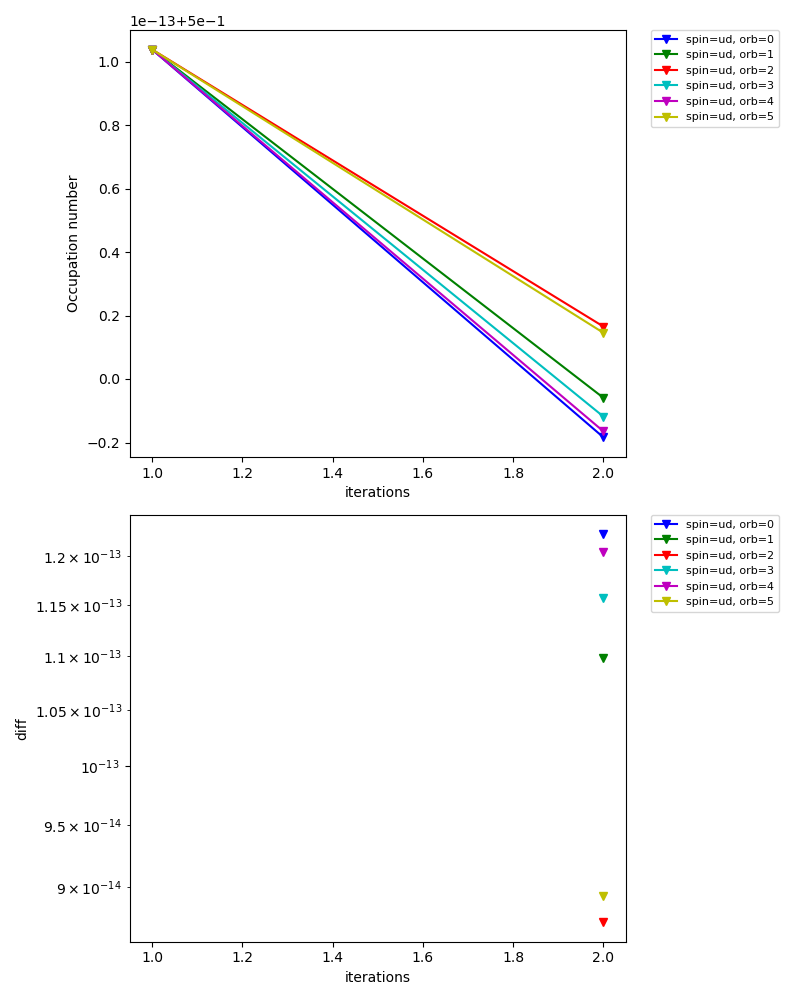 1e−13+5e−1
1.0
0.8
0.6
0.4
0.2
0.0
−0.2
Occupation number
1.0 1.2 1.4 1.6 1.8 2.0
iterations
spin=ud, orb=0
spin=ud, orb=1
spin=ud, orb=2
spin=ud, orb=3
spin=ud, orb=4
spin=ud, orb=5
1.2 × 10⁻¹³
1.15 × 10⁻¹³
1.1 × 10⁻¹³
1.05 × 10⁻¹³
10⁻¹³
9.5 × 10⁻¹⁴
9 × 10⁻¹⁴
diff
1.0 1.2 1.4 1.6 1.8 2.0
iterations
spin=ud, orb=0
spin=ud, orb=1
spin=ud, orb=2
spin=ud, orb=3
spin=ud, orb=4
spin=ud, orb=5